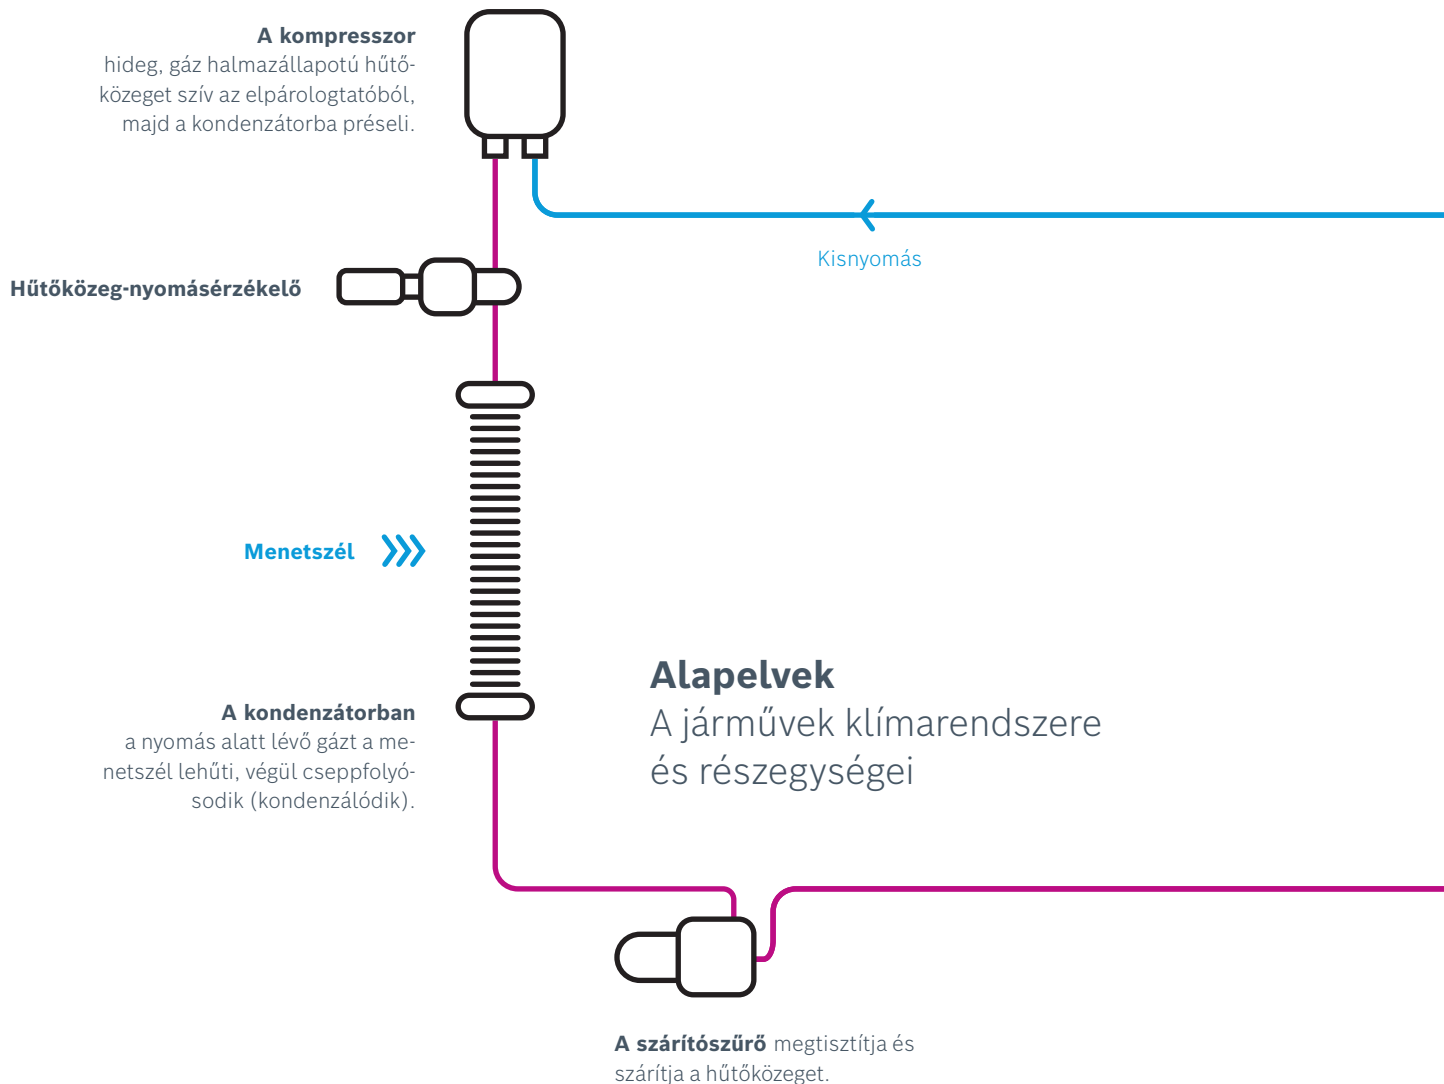 A kompresszor
hideg, gáz halmazállapotú hűtő-
közeget szív az elpárologtatóból,
majd a kondenzátorba préseli.
Kisnyomás
Hűtőközeg-nyomásérzékelő
Menetszél
Alapelvek
A járművek klímarendszere
és részegységei
A kondenzátorban
a nyomás alatt lévő gázt a me-
netszél lehűti, végül cseppfolyó-
sodik (kondenzálódik).
A szárítószűrő megtisztítja és
szárítja a hűtőközeget.